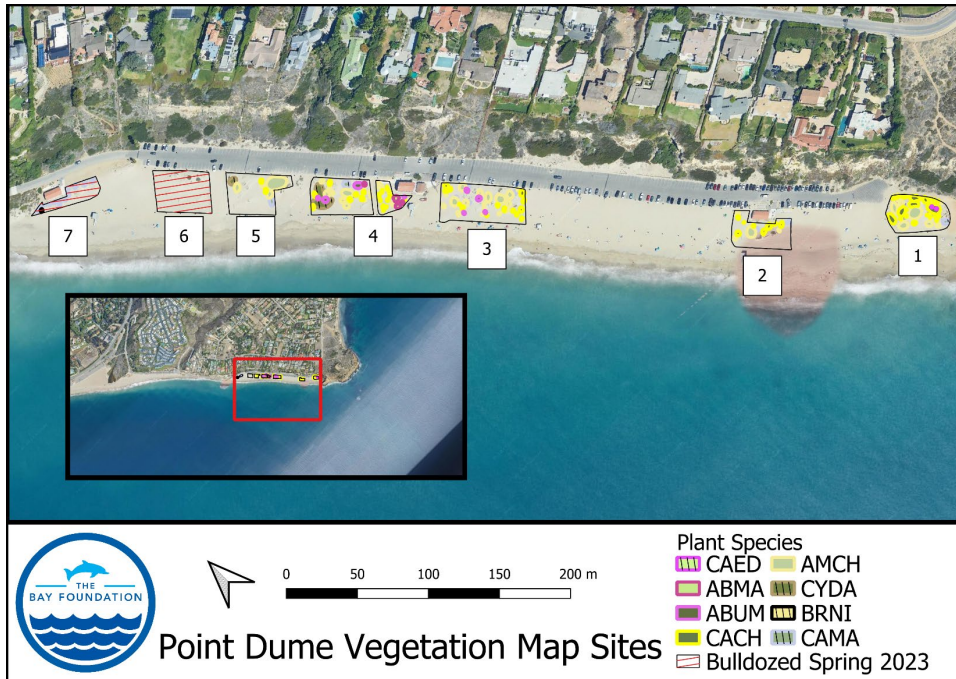 7
6
5
4
3
2
1
THE
BAY FOUNDATION
0 50 100 150 200 m
Point Dume Vegetation Map Sites
Plant Species
CAED AMCH
ABMA CYDA
ABUM BRNI
CACH CAMA
Bulldozed Spring 2023